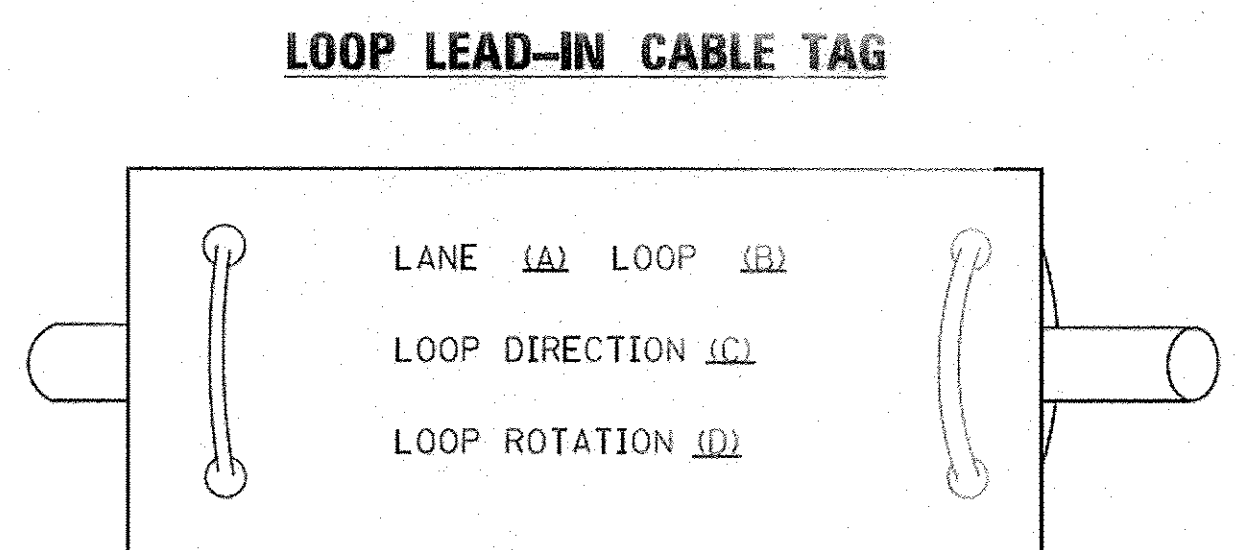 LOOP LEAD-IN CABLE TAG
LANE (A) LOOP (B)
LOOP DIRECTION (C)
LOOP ROTATION (D)